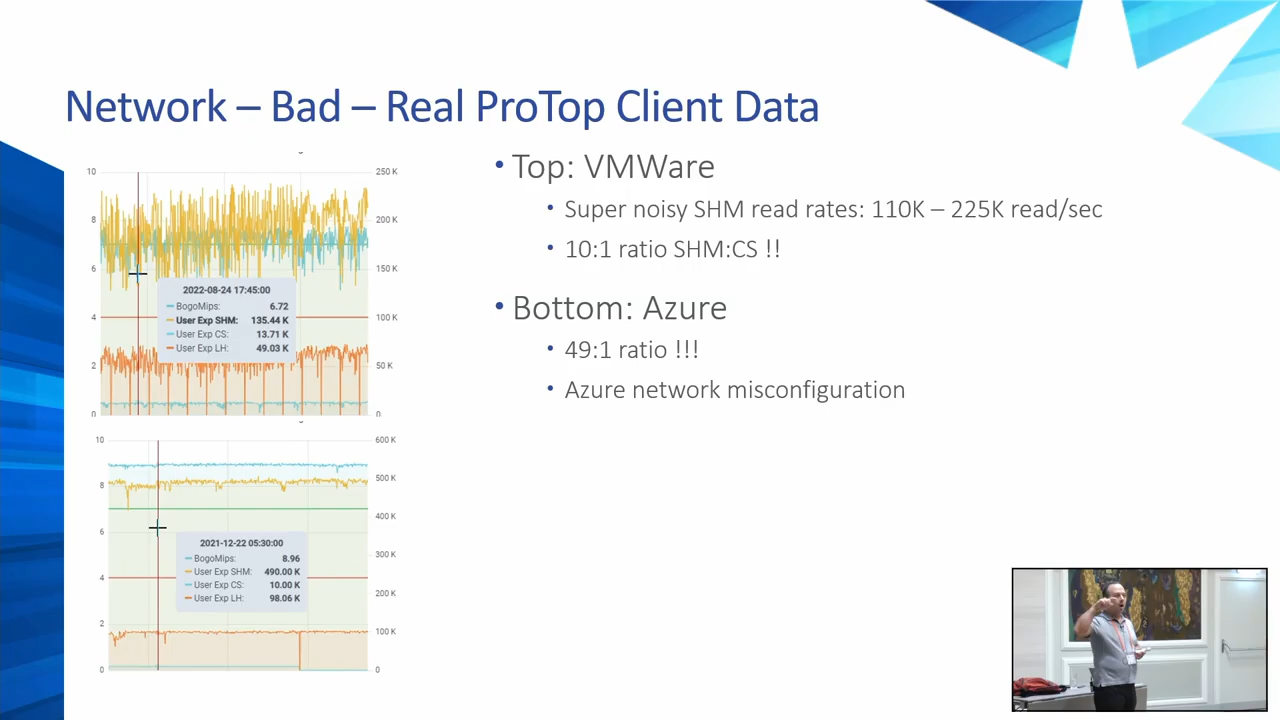 Network – Bad – Real ProTop Client Data
10
8
6
4
2
0
250 K
200 K
150 K
100 K
50 K
0
2022-08-24 17:45:00
BogoMips: 6.72
User Exp SHM: 135.44 K
User Exp CS: 13.71 K
User Exp LH: 49.03 K
10
8
6
4
2
0
600 K
500 K
400 K
300 K
200 K
100 K
0
2021-12-22 05:30:00
BogoMips: 8.96
User Exp SHM: 490.00 K
User Exp CS: 10.00 K
User Exp LH: 98.06 K
• Top: VMWare
• Super noisy SHM read rates: 110K – 225K read/sec
• 10:1 ratio SHM:CS !!
• Bottom: Azure
• 49:1 ratio !!!
• Azure network misconfiguration